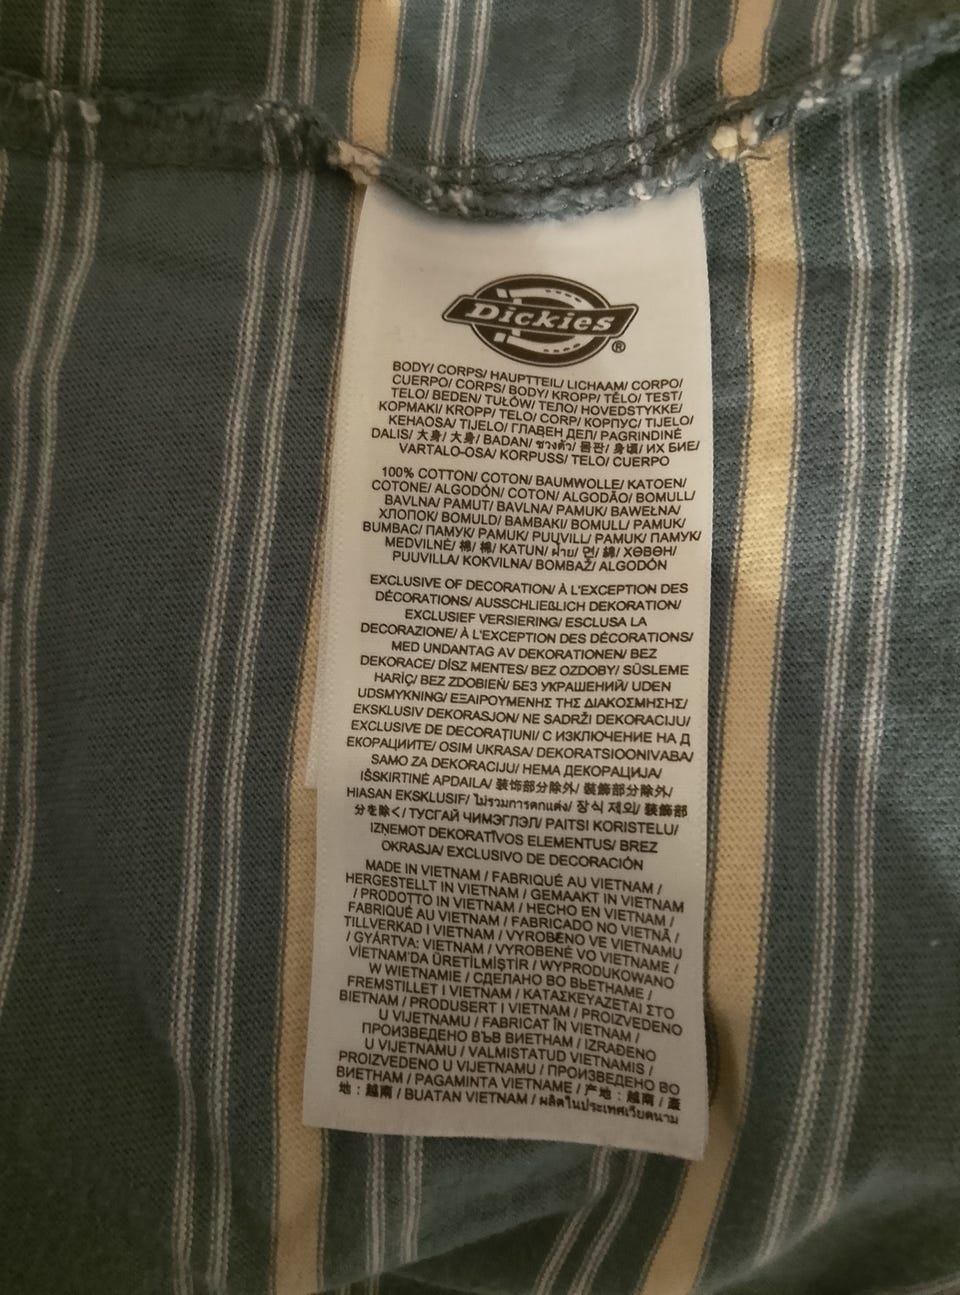 Dickies®
BODY/ CORPS/ HAUPTTEIL/ LICHAAM/ CORPO/
CUERPO/ CORPS/ BODY/ KROPP/ TĚLO/ TEST/
TELO/ BEDEN/ TUŁÓW/ ТЕЛО/ HOVEDSTYKKE/
ΚΟΡΜΑΚΙ/ KROPP/ TELO/ CORP/ КОРПУС/ TIJELO/
KEHAOSA/ TIJELO/ ГЛАВЕН ДЕЛ/ PAGRINDINĖ
DALIS/ 大身/ 大身/ BADAN/ ช่วงตัว/ 몸판/ 身頃/ ИХ БИЕ/
VARTALO-OSA/ KORPUSS/ TELO/ CUERPO
100% COTTON/ COTON/ BAUMWOLLE/ KATOEN/
COTONE/ ALGODÓN/ COTON/ ALGODÃO/ BOMULL/
BAVLNA/ PAMUT/ BAVLNA/ PAMUK/ BAWEŁNA/
ХЛОПОК/ BOMULD/ ΒΑΜΒΑΚΙ/ BOMULL/ PAMUK/
BUMBAC/ ПАМУК/ PAMUK/ PUUVILL/ PAMUK/ ПАМУК/
MEDVILNĖ/ 棉/ 棉/ KATUN/ ฝ้าย/ 면/ 綿/ ХӨВӨН/
PUUVILLA/ KOKVILNA/ BOMBAŽ/ ALGODÓN
EXCLUSIVE OF DECORATION/ À L'EXCEPTION DES
DÉCORATIONS/ AUSSCHLIEßLICH DEKORATION/
EXCLUSIEF VERSIERING/ ESCLUSA LA
DECORAZIONE/ À L'EXCEPTION DES DÉCORATIONS/
MED UNDANTAG AV DEKORATIONEN/ BEZ
DEKORACE/ DÍSZ MENTES/ BEZ OZDOBY/ SÜSLEME
HARİÇ/ BEZ ZDOBIEŃ/ БЕЗ УКРАШЕНИЙ/ UDEN
UDSMYKNING/ ΕΞΑΙΡΟΥΜΕΝΗΣ ΤΗΣ ΔΙΑΚΟΣΜΗΣΗΣ/
EKSKLUSIV DEKORASJON/ NE SADRŽI DEKORACIJU/
EXCLUSIVE DE DECORAȚIUNI/ С ИЗКЛЮЧЕНИЕ НА Д
ЕКОРАЦИИТЕ/ OSIM UKRASA/ DEKORATSIOONIVABA/
SAMO ZA DEKORACIJU/ НЕМА ДЕКОРАЦИЈА/
IŠSKIRTINĖ APDAILA/ 装饰部分除外/ 裝飾部分除外/
HIASAN EKSKLUSIF/ ไม่รวมการตกแต่ง/ 장식 제외/ 装飾部
分を除く/ ТУСГАЙ ЧИМЭГЛЭЛ/ PAITSI KORISTELU/
IZŅEMOT DEKORATĪVOS ELEMENTUS/ BREZ
OKRASJA/ EXCLUSIVO DE DECORACIÓN
MADE IN VIETNAM / FABRIQUÉ AU VIETNAM /
HERGESTELLT IN VIETNAM / GEMAAKT IN VIETNAM
/ PRODOTTO IN VIETNAM / HECHO EN VIETNAM /
FABRIQUÉ AU VIETNAM / FABRICADO NO VIETNÃ /
TILLVERKAD I VIETNAM / VYROBENO VE VIETNAMU
/ GYÁRTVA: VIETNAM / VYROBENÉ VO VIETNAME /
VİETNAM'DA ÜRETİLMİŞTİR / WYPRODUKOWANO
W WIETNAMIE / СДЕЛАНО ВО ВЬЕТНАМЕ /
FREMSTILLET I VIETNAM / ΚΑΤΑΣΚΕΥΑΖΕΤΑΙ ΣΤΟ
ΒΙΕΤΝΑΜ / PRODUSERT I VIETNAM / PROIZVEDENO
U VIJETNAMU / FABRICAT ÎN VIETNAM /
ПРОИЗВЕДЕНО ВЪВ ВИЕТНАМ / IZRAĐENO
U VIJETNAMU / VALMISTATUD VIETNAMIS /
PROIZVEDENO U VIJETNAMU / ПРОИЗВЕДЕНО ВО
ВИЕТНАМ / PAGAMINTA VIETNAME / 产地 : 越南 / 產
地 : 越南 / BUATAN VIETNAM / ผลิตในประเทศเวียดนาม